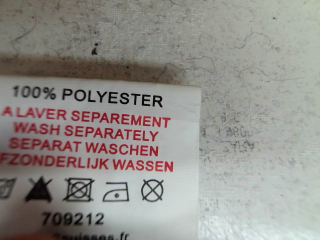 100% POLYESTER
A LAVER SEPAREMENT
WASH SEPARATELY
SEPARAT WASCHEN
FZONDERLIJK WASSEN
709212